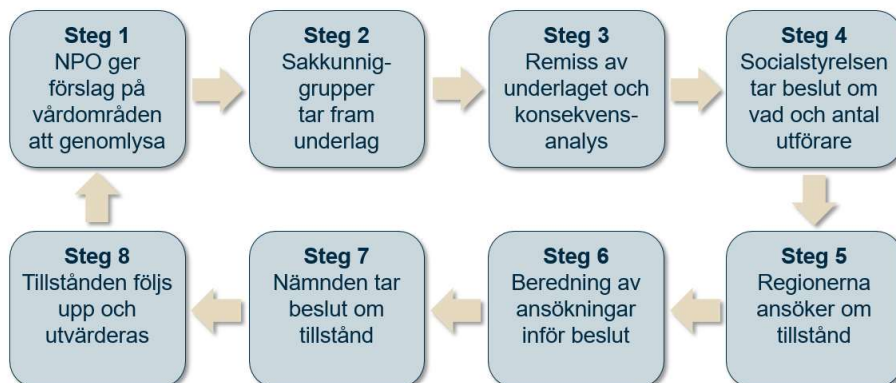 Steg 1
NPO ger
förslag på
vårdområden
att genomlysa
Steg 2
Sakkunnig-
grupper
tar fram
underlag
Steg 3
Remiss av
underlaget och
konsekvens-
analys
Steg 4
Socialstyrelsen
tar beslut om
vad och antal
utförare
Steg 5
Regionerna
ansöker om
tillstånd
Steg 6
Beredning av
ansökningar
inför beslut
Steg 7
Nämnden tar
beslut om
tillstånd
Steg 8
Tillstånden följs
upp och
utvärderas